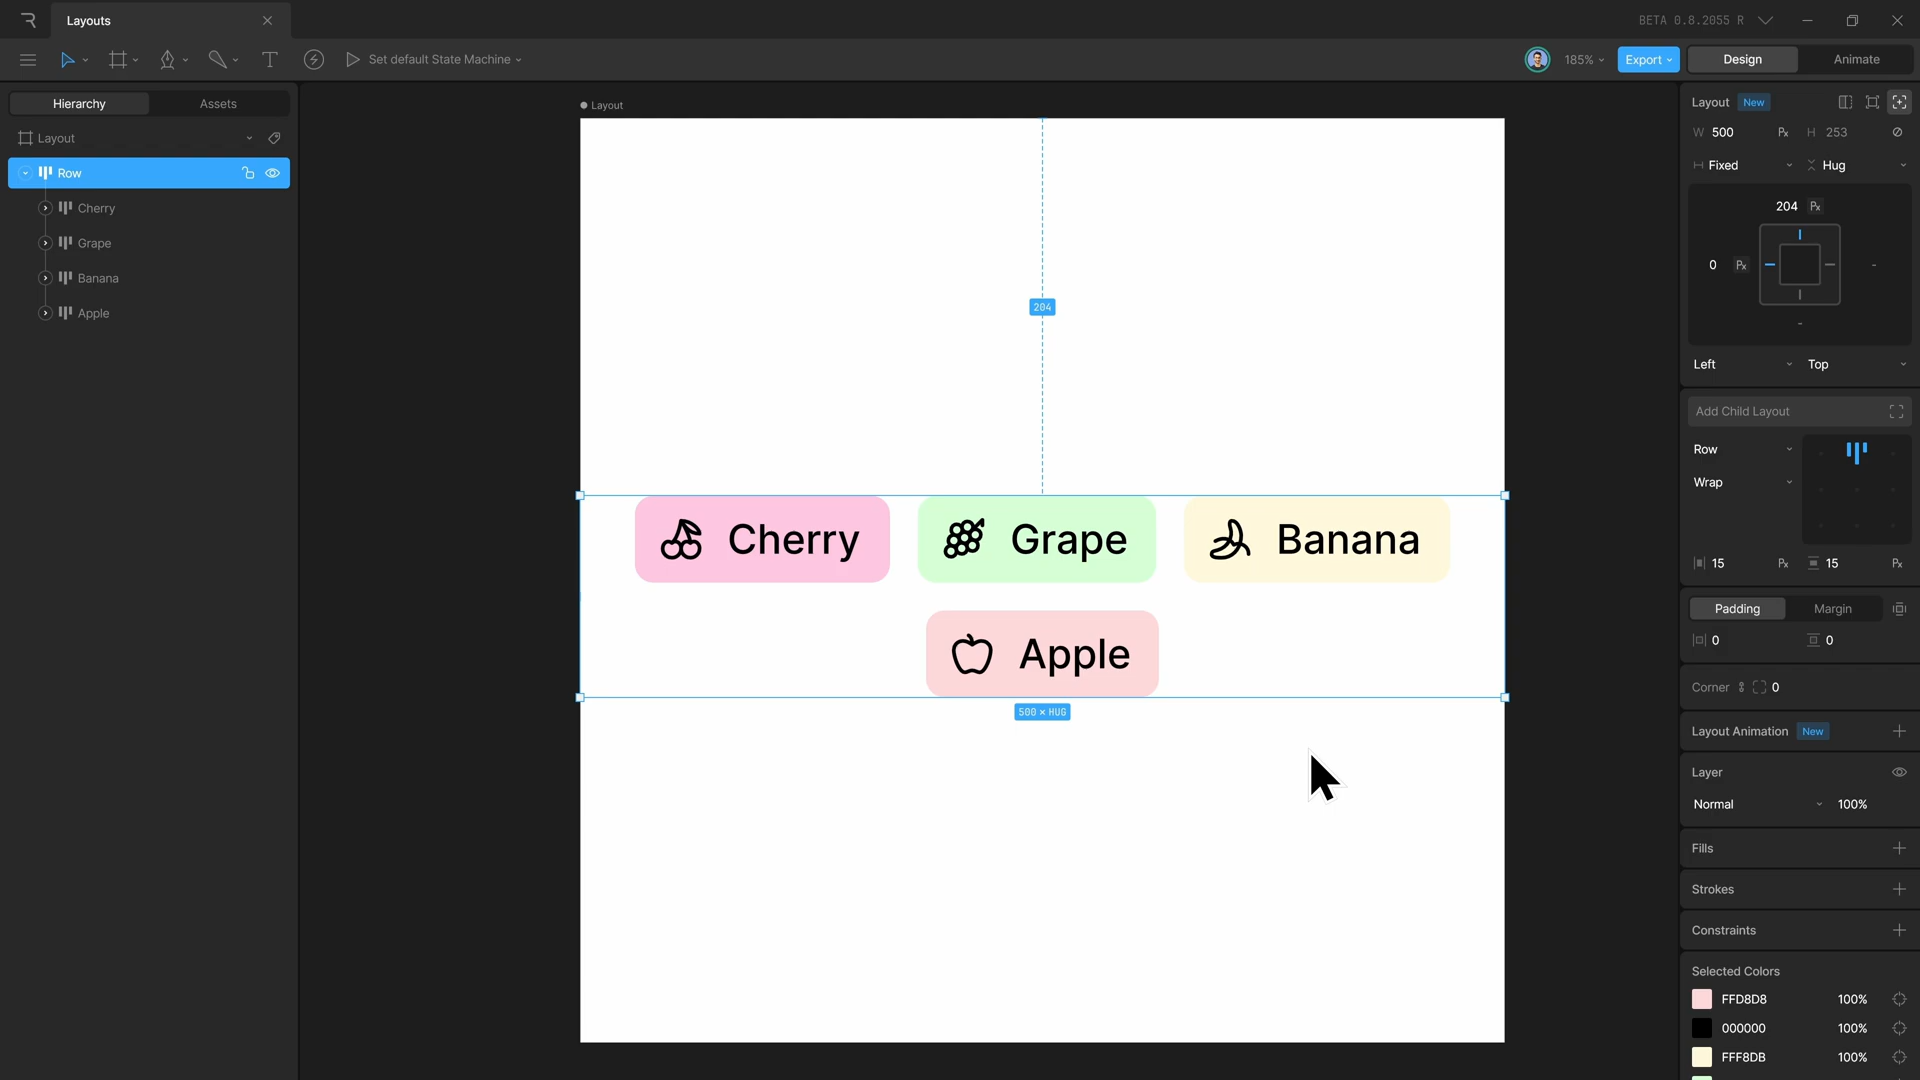 Layouts
BETA 0.8.2055 R
Set default State Machine
185%
Export
Design
Animate
Hierarchy
Assets
Layout
Row
Cherry
Grape
Banana
Apple
Layout
204
Cherry
Grape
Banana
Apple
500 × HUG
Layout New
W 500 Px H 253
Fixed Hug
204 Px
0 Px -
-
Left Top
Add Child Layout
Row
Wrap
15 Px 15 Px
Padding Margin
0 0
Corner 0
Layout Animation New
Layer
Normal 100%
Fills
Strokes
Constraints
Selected Colors
FFD8D8 100%
000000 100%
FFF8DB 100%